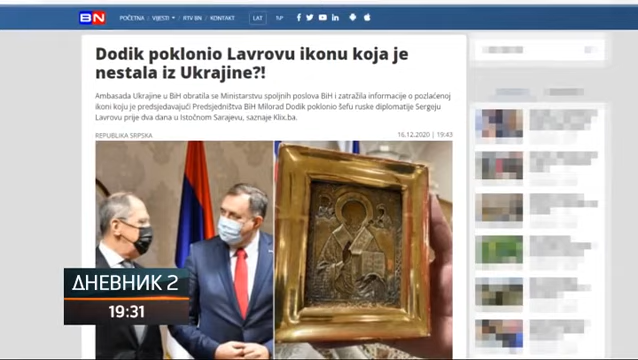 BN
POČETNA VIJESTI RTV BN KONTAKT LAT ЋИР
Dodik poklonio Lavrovu ikonu koja je
nestala iz Ukrajine?!
Ambasada Ukrajine u BiH obratila se Ministarstvu spoljnih poslova BiH i zatražila informacije o pozlaćenoj
ikoni koju je predsjedavajući Predsjedništva BiH Milorad Dodik poklonio šefu ruske diplomatije Sergeju
Lavrovu prije dva dana u Istočnom Sarajevu, saznaje Klix.ba.
REPUBLIKA SRPSKA 16.12.2020 | 19:43
ДНЕВНИК 2
19:31